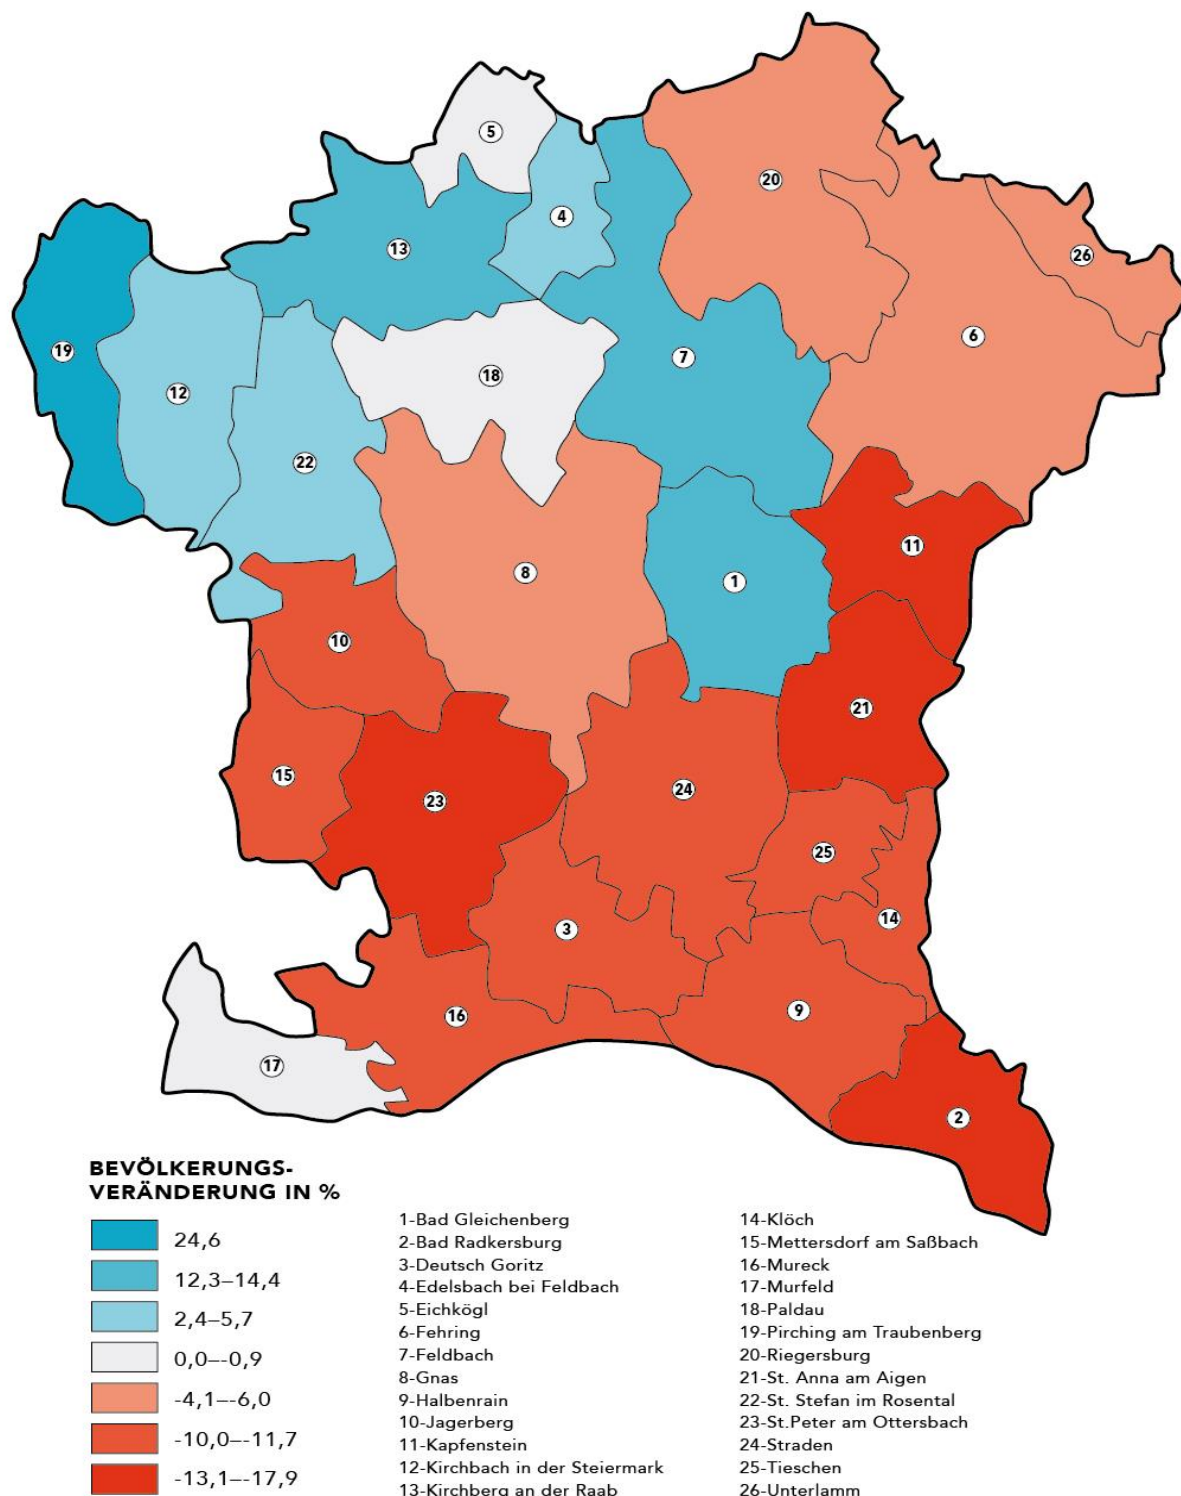 5
20
4
13
26
6
19
7
18
12
22
11
8
1
10
21
15
24
23
25
14
3
9
16
17
2
BEVÖLKERUNGS-
VERÄNDERUNG IN %
24,6
12,3–14,4
2,4–5,7
0,0–-0,9
-4,1–-6,0
-10,0–-11,7
-13,1–-17,9
1-Bad Gleichenberg
2-Bad Radkersburg
3-Deutsch Goritz
4-Edelsbach bei Feldbach
5-Eichkögl
6-Fehring
7-Feldbach
8-Gnas
9-Halbenrain
10-Jagerberg
11-Kapfenstein
12-Kirchbach in der Steiermark
13-Kirchberg an der Raab
14-Klöch
15-Mettersdorf am Saßbach
16-Mureck
17-Murfeld
18-Paldau
19-Pirching am Traubenberg
20-Riegersburg
21-St. Anna am Aigen
22-St. Stefan im Rosental
23-St.Peter am Ottersbach
24-Straden
25-Tieschen
26-Unterlamm